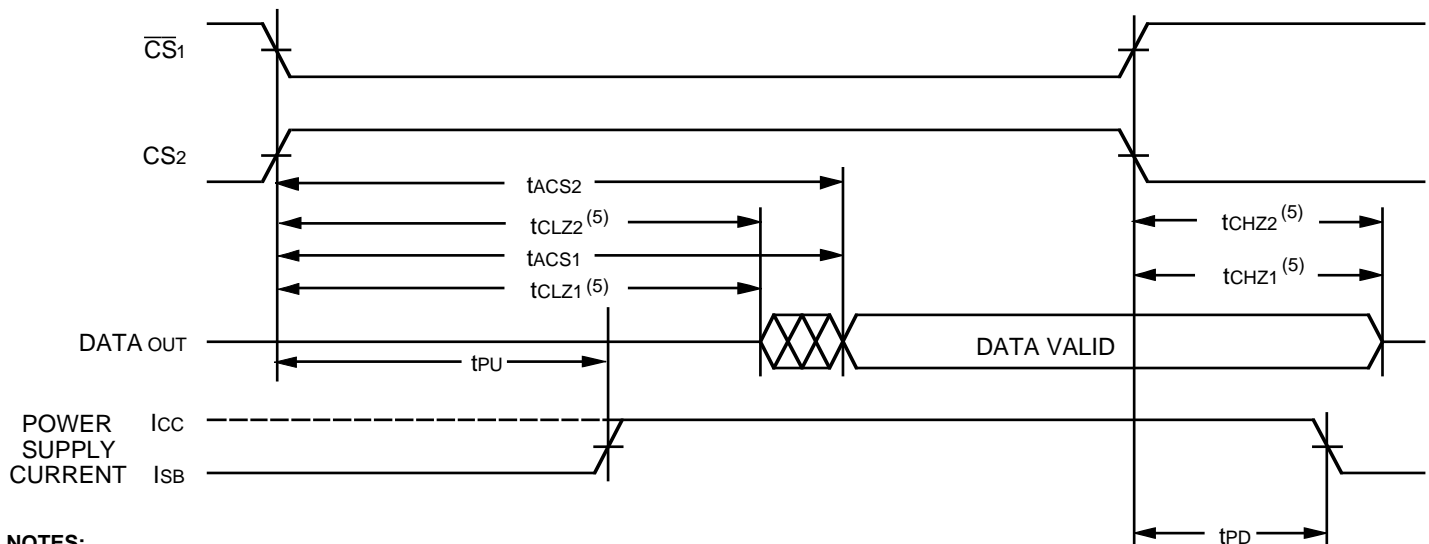 CS1
CS2
tACS2
tCLZ2 (5)
tCHZ2 (5)
tACS1
tCLZ1 (5)
tCHZ1 (5)
DATA OUT
DATA VALID
tPU
POWER SUPPLY CURRENT
ICC
ISB
tPD
NOTES: